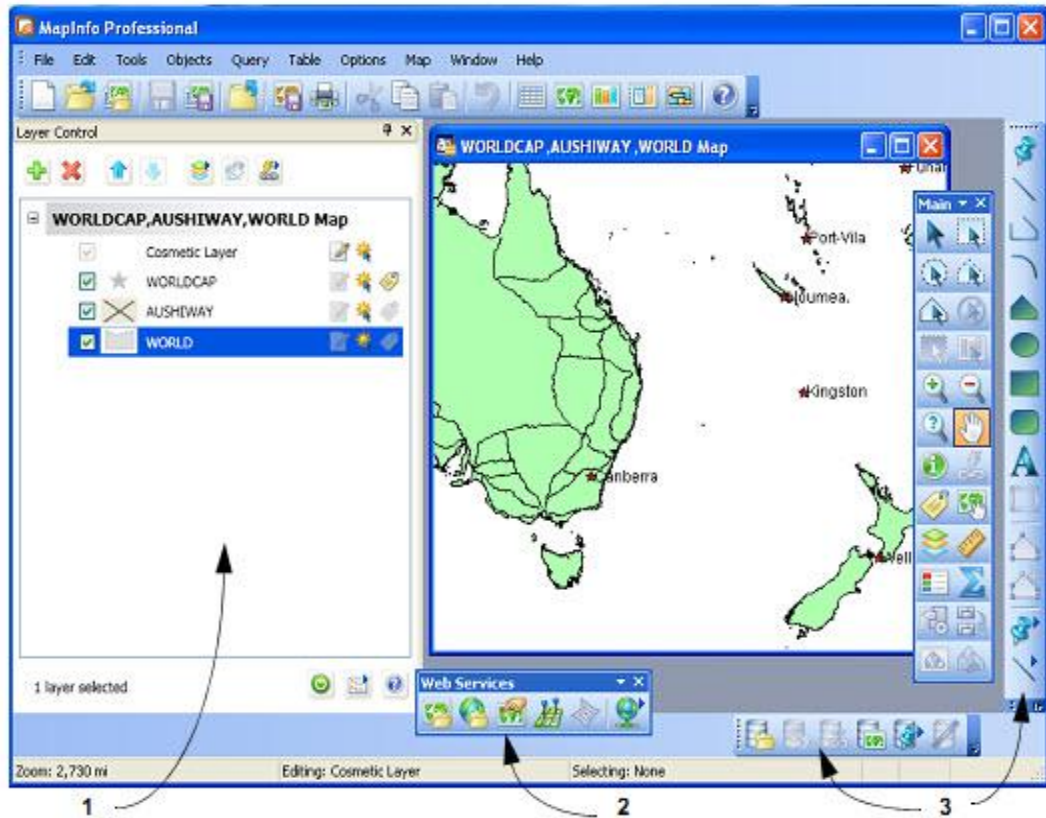 MapInfo Professional
File Edit Tools Objects Query Table Options Map Window Help
Layer Control
WORLDCAP,AUSHIWAY,WORLD Map
Cosmetic Layer
WORLDCAP
AUSHIWAY
WORLD
1 layer selected
WORLDCAP,AUSHIWAY,WORLD Map
Port-Vila
Noumea.
Kingston
Canberra
Well
Main
Web Services
Zoom: 2,730 mi
Editing: Cosmetic Layer
Selecting: None
1
2
3